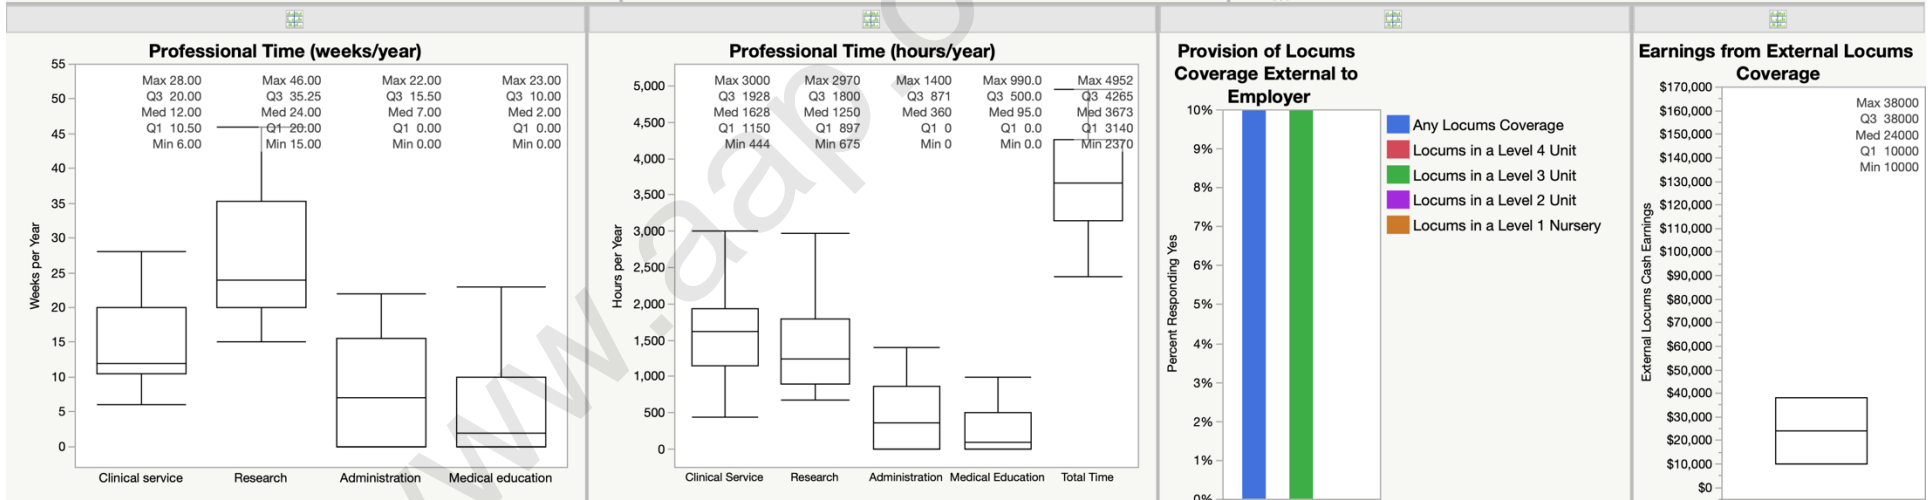 Professional Time (weeks/year)
55
50
45
40
35
30
25
20
15
10
5
0
Weeks per Year
Max 28.00
Q3 20.00
Med 12.00
Q1 10.50
Min 6.00
Max 46.00
Q3 35.25
Med 24.00
Q1 20.00
Min 15.00
Max 22.00
Q3 15.50
Med 7.00
Q1 0.00
Min 0.00
Max 23.00
Q3 10.00
Med 2.00
Q1 0.00
Min 0.00
Clinical service
Research
Administration
Medical education
Professional Time (hours/year)
5,000
4,500
4,000
3,500
3,000
2,500
2,000
1,500
1,000
500
0
Hours per Year
Max 3000
Q3 1928
Med 1628
Q1 1150
Min 444
Max 2970
Q3 1800
Med 1250
Q1 897
Min 675
Max 1400
Q3 871
Med 360
Q1 0
Min 0
Max 990.0
Q3 500.0
Med 95.0
Q1 0.0
Min 0.0
Max 4952
Q3 4265
Med 3673
Q1 3140
Min 2370
Clinical Service
Research
Administration
Medical Education
Total Time
Provision of Locums
Coverage External to
Employer
10%
9%
8%
7%
6%
5%
4%
3%
2%
1%
0%
Percent Responding Yes
Any Locums Coverage
Locums in a Level 4 Unit
Locums in a Level 3 Unit
Locums in a Level 2 Unit
Locums in a Level 1 Nursery
Earnings from External Locums
Coverage
$170,000
$160,000
$150,000
$140,000
$130,000
$120,000
$110,000
$100,000
$90,000
$80,000
$70,000
$60,000
$50,000
$40,000
$30,000
$20,000
$10,000
$0
External Locums Cash Earnings
Max 38000
Q3 38000
Med 24000
Q1 10000
Min 10000
www.aap.o